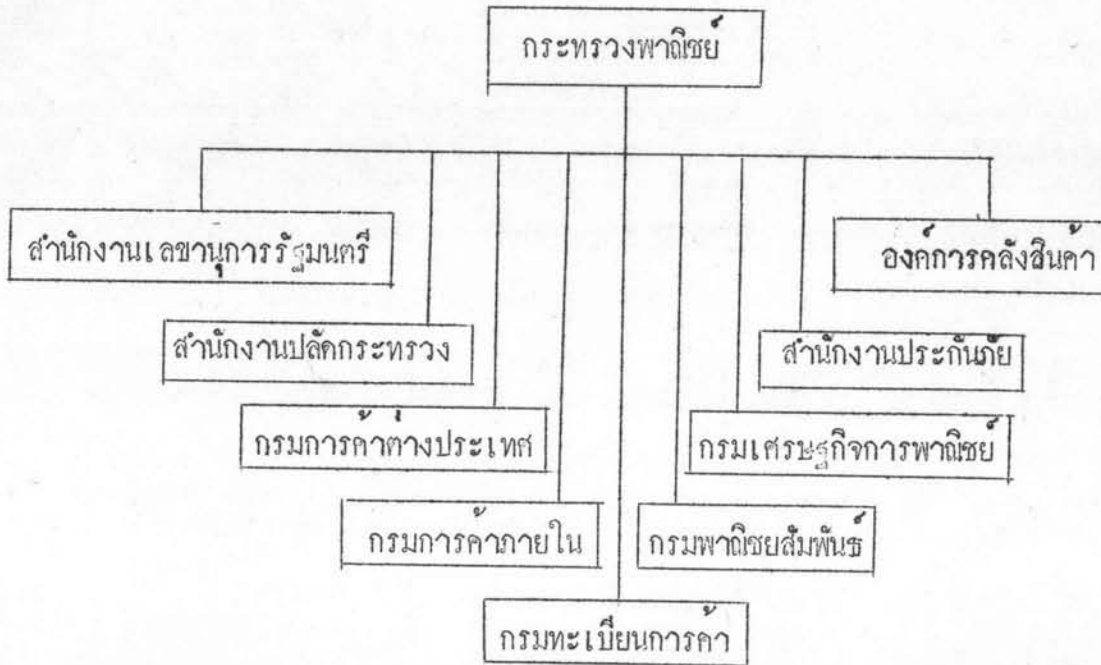 กระทรวงพาณิชย์
สำนักงานเลขานุการรัฐมนตรี
องค์การคลังสินค้า
สำนักงานปลัดกระทรวง
สำนักงานประกันภัย
กรมการค้าต่างประเทศ
กรมเศรษฐกิจการพาณิชย์
กรมการค้าภายใน
กรมพาณิชยสัมพันธ์
กรมทะเบียนการค้า